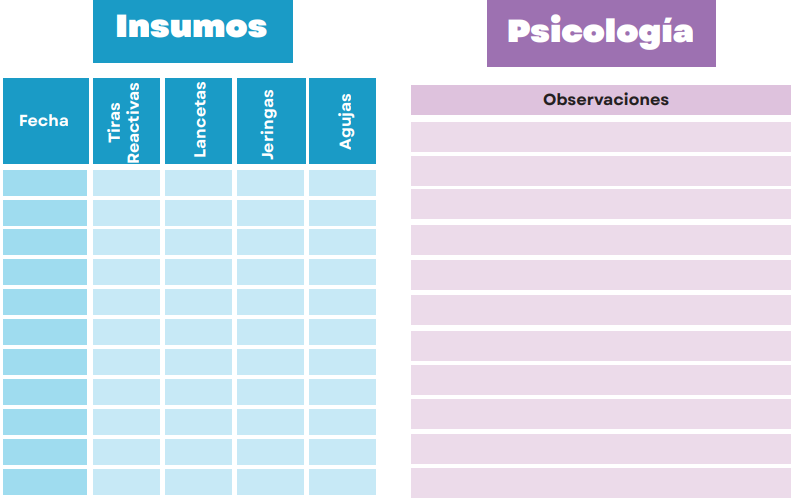 Insumos
Fecha
Tiras
Reactivas
Lancetas
Jeringas
Agujas
Psicología
Observaciones